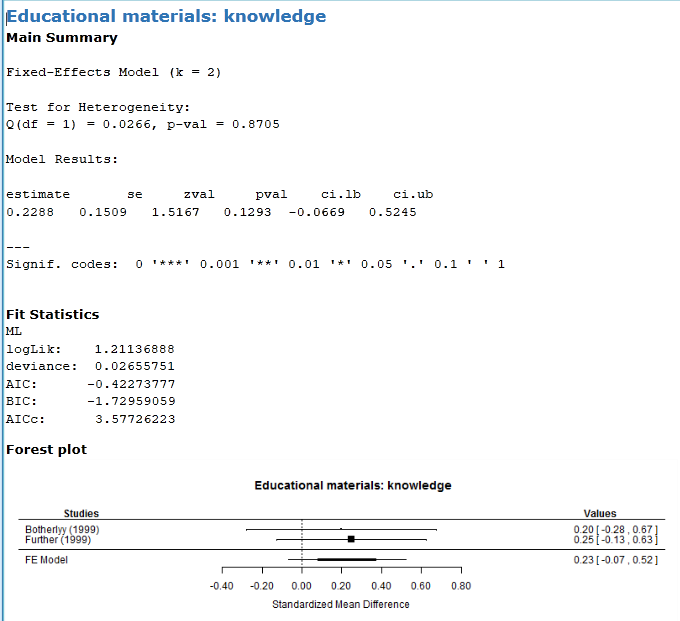 Educational materials: knowledge
Main Summary
Fixed-Effects Model (k = 2)
Test for Heterogeneity:
Q(df = 1) = 0.0266, p-val = 0.8705
Model Results:
estimate se zval pval ci.lb ci.ub
0.2288 0.1509 1.5167 0.1293 -0.0669 0.5245
---
Signif. codes: 0 '***' 0.001 '**' 0.01 '*' 0.05 '.' 0.1 ' ' 1
Fit Statistics
ML
logLik: 1.21136888
deviance: 0.02655751
AIC: -0.42273777
BIC: -1.72959059
AICc: 3.57726223
Forest plot
Educational materials: knowledge
Studies Values
Botherlyy (1999) 0.20 [ -0.28 , 0.67 ]
Further (1999) 0.25 [ -0.13 , 0.63 ]
FE Model 0.23 [ -0.07 , 0.52 ]
-0.40 -0.20 0.00 0.20 0.40 0.60 0.80
Standardized Mean Difference